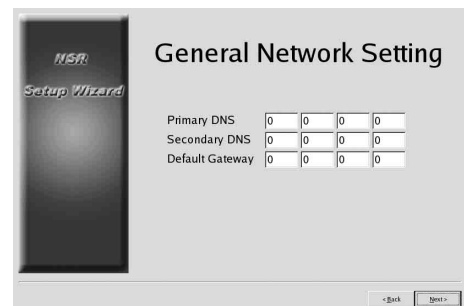 NSR
Setup Wizard
General Network Setting
Primary DNS 0 0 0 0
Secondary DNS 0 0 0 0
Default Gateway 0 0 0 0
< Back Next >